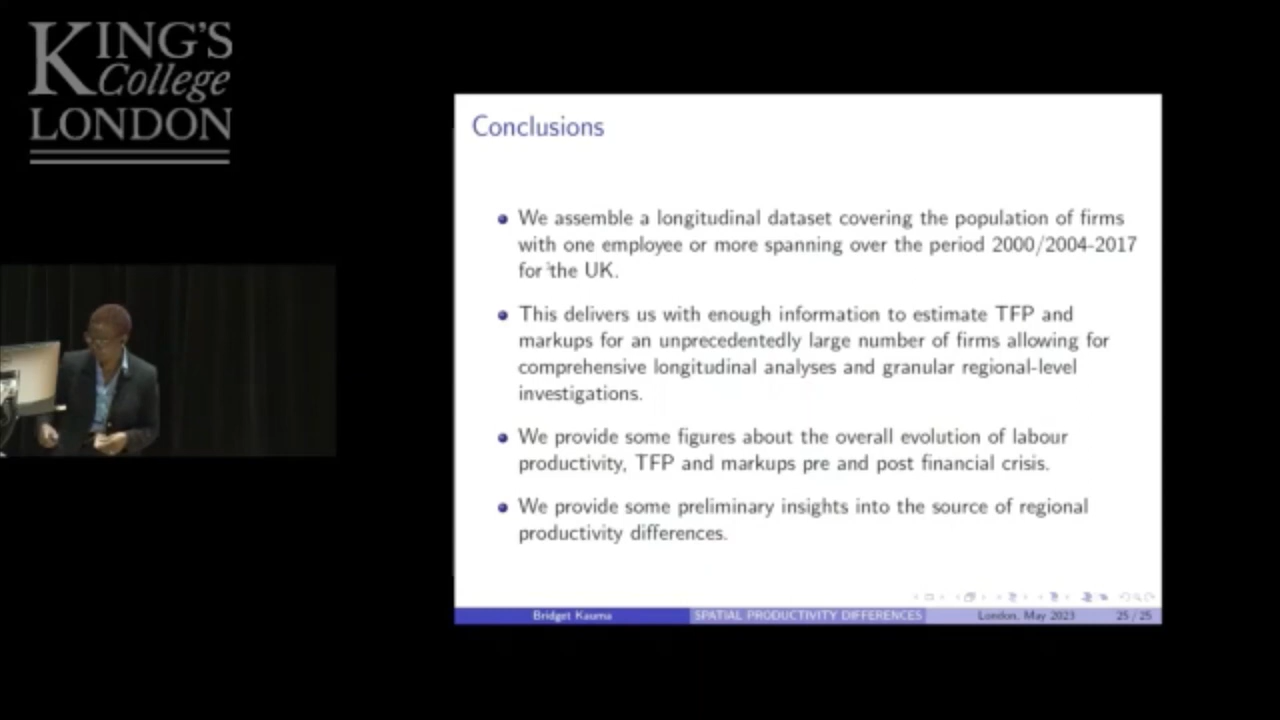 KING'S
College
LONDON
Conclusions
We assemble a longitudinal dataset covering the population of firms
with one employee or more spanning over the period 2000/2004-2017
for the UK.
This delivers us with enough information to estimate TFP and
markups for an unprecedentedly large number of firms allowing for
comprehensive longitudinal analyses and granular regional-level
investigations.
We provide some figures about the overall evolution of labour
productivity, TFP and markups pre and post financial crisis.
We provide some preliminary insights into the source of regional
productivity differences.
Bridget Kauma SPATIAL PRODUCTIVITY DIFFERENCES London, May 2023 25 / 25